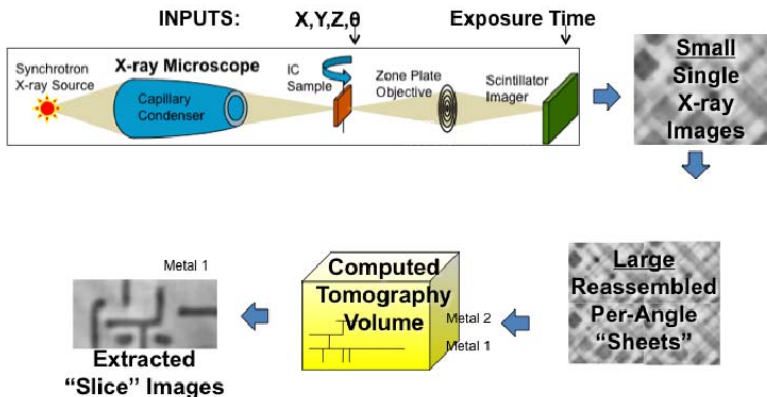 INPUTS:
X,Y,Z,θ
Exposure Time
Synchrotron
X-ray Source
X-ray Microscope
Capillary
Condenser
IC
Sample
Zone Plate
Objective
Scintillator
Imager
Small
Single
X-ray
Images
Metal 1
Extracted
“Slice” Images
Computed
Tomography
Volume
Metal 2
Metal 1
Large
Reassembled
Per-Angle
“Sheets”